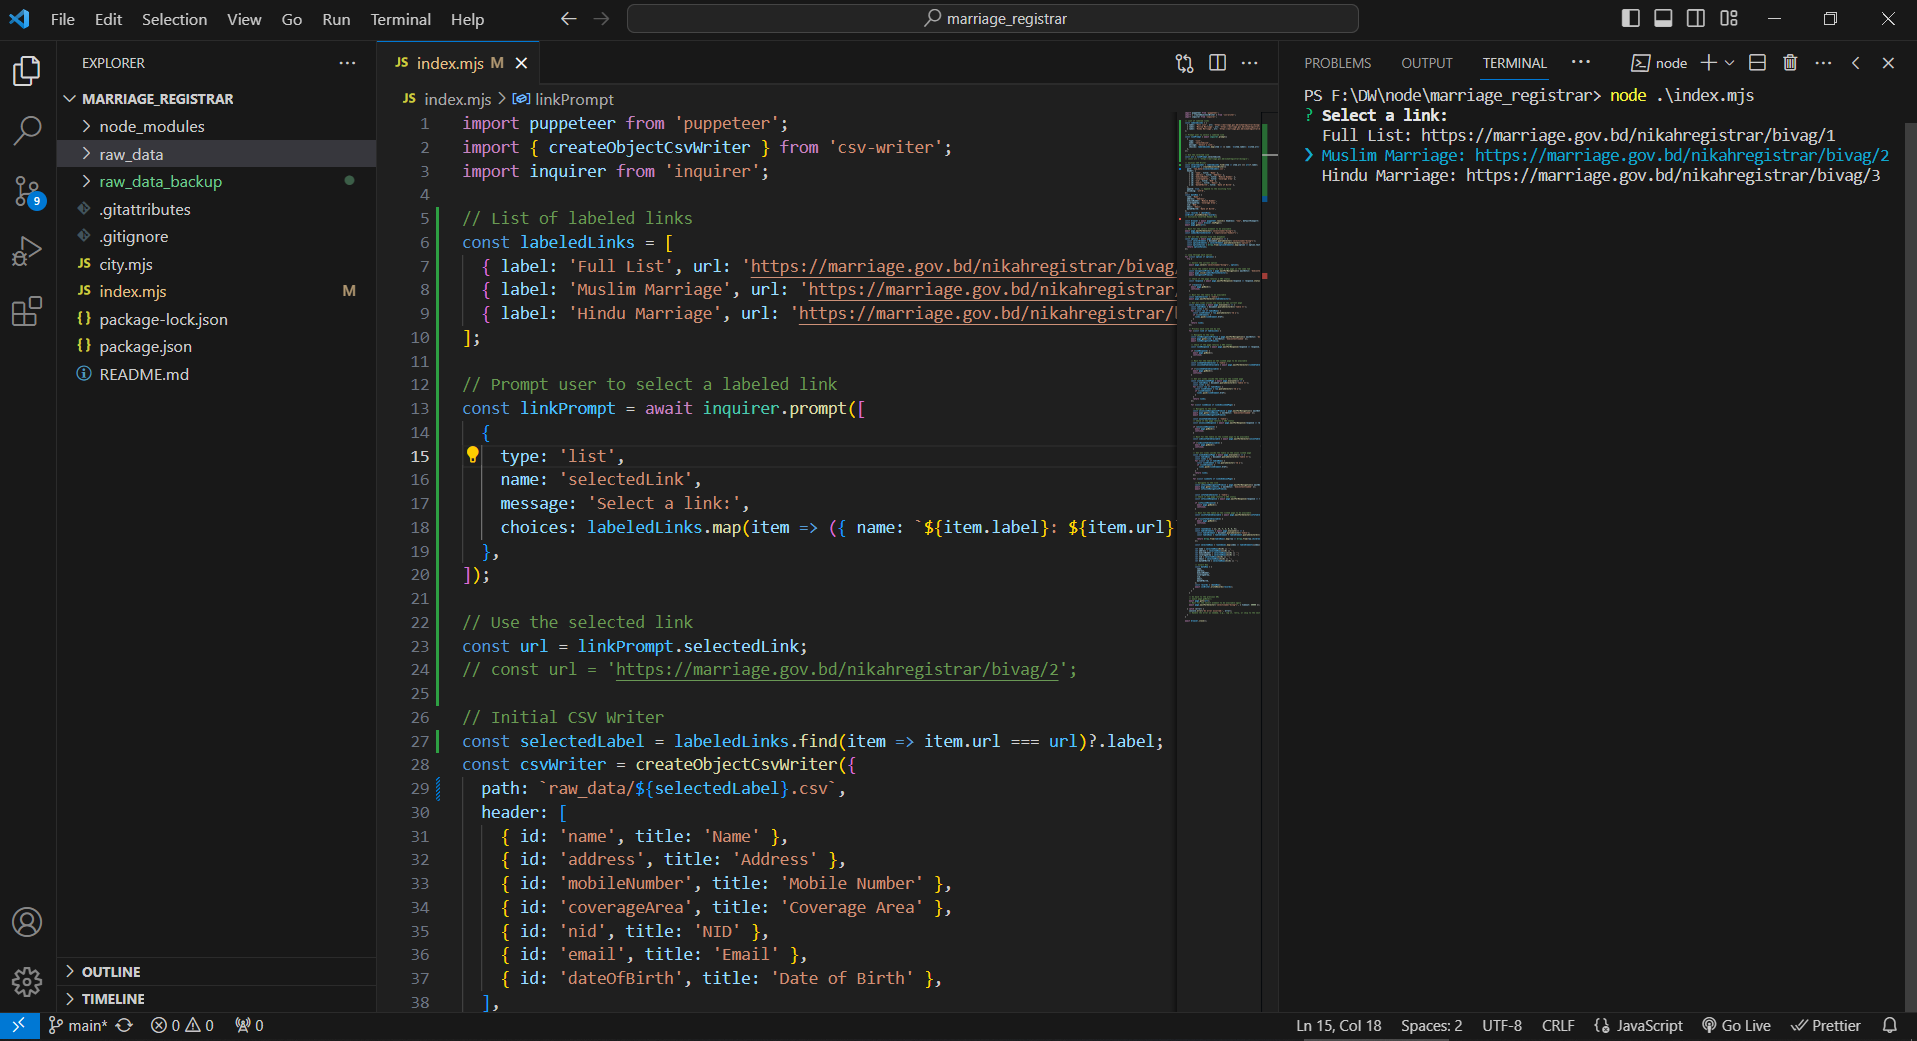 File Edit Selection View Go Run Terminal Help
marriage_registrar
EXPLORER
MARRIAGE_REGISTRAR
node_modules
raw_data
raw_data_backup
.gitattributes
.gitignore
JS city.mjs
JS index.mjs M
{} package-lock.json
{} package.json
README.md
OUTLINE
TIMELINE
9
JS index.mjs M
JS index.mjs > linkPrompt
1 import puppeteer from 'puppeteer';
2 import { createObjectCsvWriter } from 'csv-writer';
3 import inquirer from 'inquirer';
4
5 // List of labeled links
6 const labeledLinks = [
7 { label: 'Full List', url: 'https://marriage.gov.bd/nikahregistrar/bivag/
8 { label: 'Muslim Marriage', url: 'https://marriage.gov.bd/nikahregistrar/
9 { label: 'Hindu Marriage', url: 'https://marriage.gov.bd/nikahregistrar/b
10 ];
11
12 // Prompt user to select a labeled link
13 const linkPrompt = await inquirer.prompt([
14 {
15 type: 'list',
16 name: 'selectedLink',
17 message: 'Select a link:',
18 choices: labeledLinks.map(item => ({ name: `${item.label}: ${item.url}`
19 },
20 ]);
21
22 // Use the selected link
23 const url = linkPrompt.selectedLink;
24 // const url = 'https://marriage.gov.bd/nikahregistrar/bivag/2';
25
26 // Initial CSV Writer
27 const selectedLabel = labeledLinks.find(item => item.url === url)?.label;
28 const csvWriter = createObjectCsvWriter({
29 path: `raw_data/${selectedLabel}.csv`,
30 header: [
31 { id: 'name', title: 'Name' },
32 { id: 'address', title: 'Address' },
33 { id: 'mobileNumber', title: 'Mobile Number' },
34 { id: 'coverageArea', title: 'Coverage Area' },
35 { id: 'nid', title: 'NID' },
36 { id: 'email', title: 'Email' },
37 { id: 'dateOfBirth', title: 'Date of Birth' },
38 ],
PROBLEMS OUTPUT TERMINAL ··· node
PS F:\DW\node\marriage_registrar> node .\index.mjs
? Select a link:
Full List: https://marriage.gov.bd/nikahregistrar/bivag/1
❯ Muslim Marriage: https://marriage.gov.bd/nikahregistrar/bivag/2
Hindu Marriage: https://marriage.gov.bd/nikahregistrar/bivag/3
main* 0 0 0
Ln 15, Col 18 Spaces: 2 UTF-8 CRLF {} JavaScript Go Live Prettier